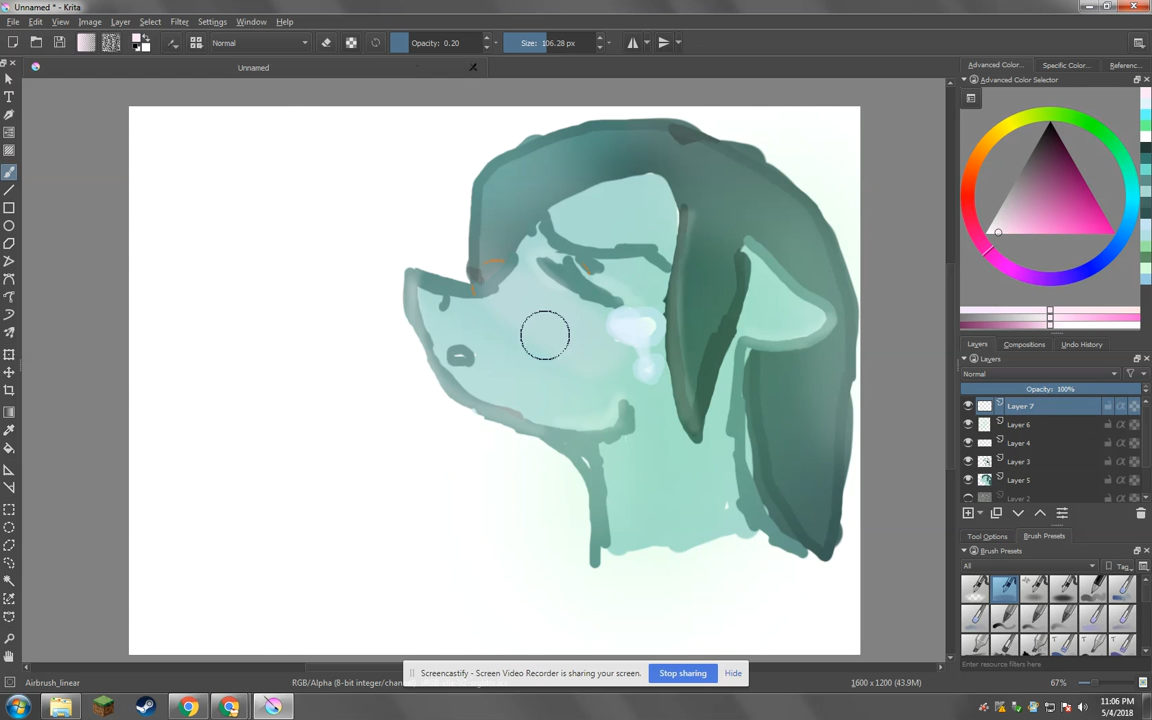 Unnamed * - Krita
File Edit View Image Layer Select Filter Settings Window Help
Normal Opacity: 0.20 Size: 106.28 px
Unnamed
Advanced Color... Specific Color... Referenc...
Advanced Color Selector
Layers Compositions Undo History
Layers
Normal
Opacity: 100%
Layer 7
Layer 6
Layer 4
Layer 3
Layer 5
Layer 2
Tool Options Brush Presets
Brush Presets
All Tag
Enter resource filters here
Screencastify - Screen Video Recorder is sharing your screen. Stop sharing Hide
Airbrush_linear RGB/Alpha (8-bit integer/channel) 1600 x 1200 (43.9M) 67%
11:06 PM
5/4/2018